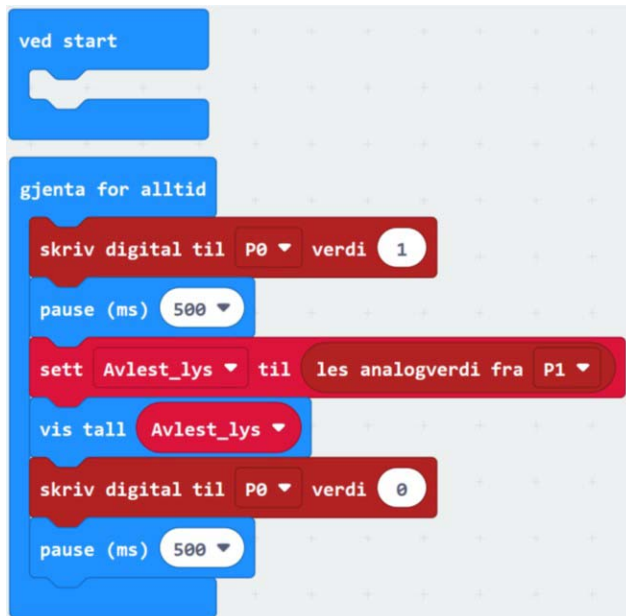 ved start
gjenta for alltid
skriv digital til P0 verdi 1
pause (ms) 500
sett Avlest_lys til les analogverdi fra P1
vis tall Avlest_lys
skriv digital til P0 verdi 0
pause (ms) 500